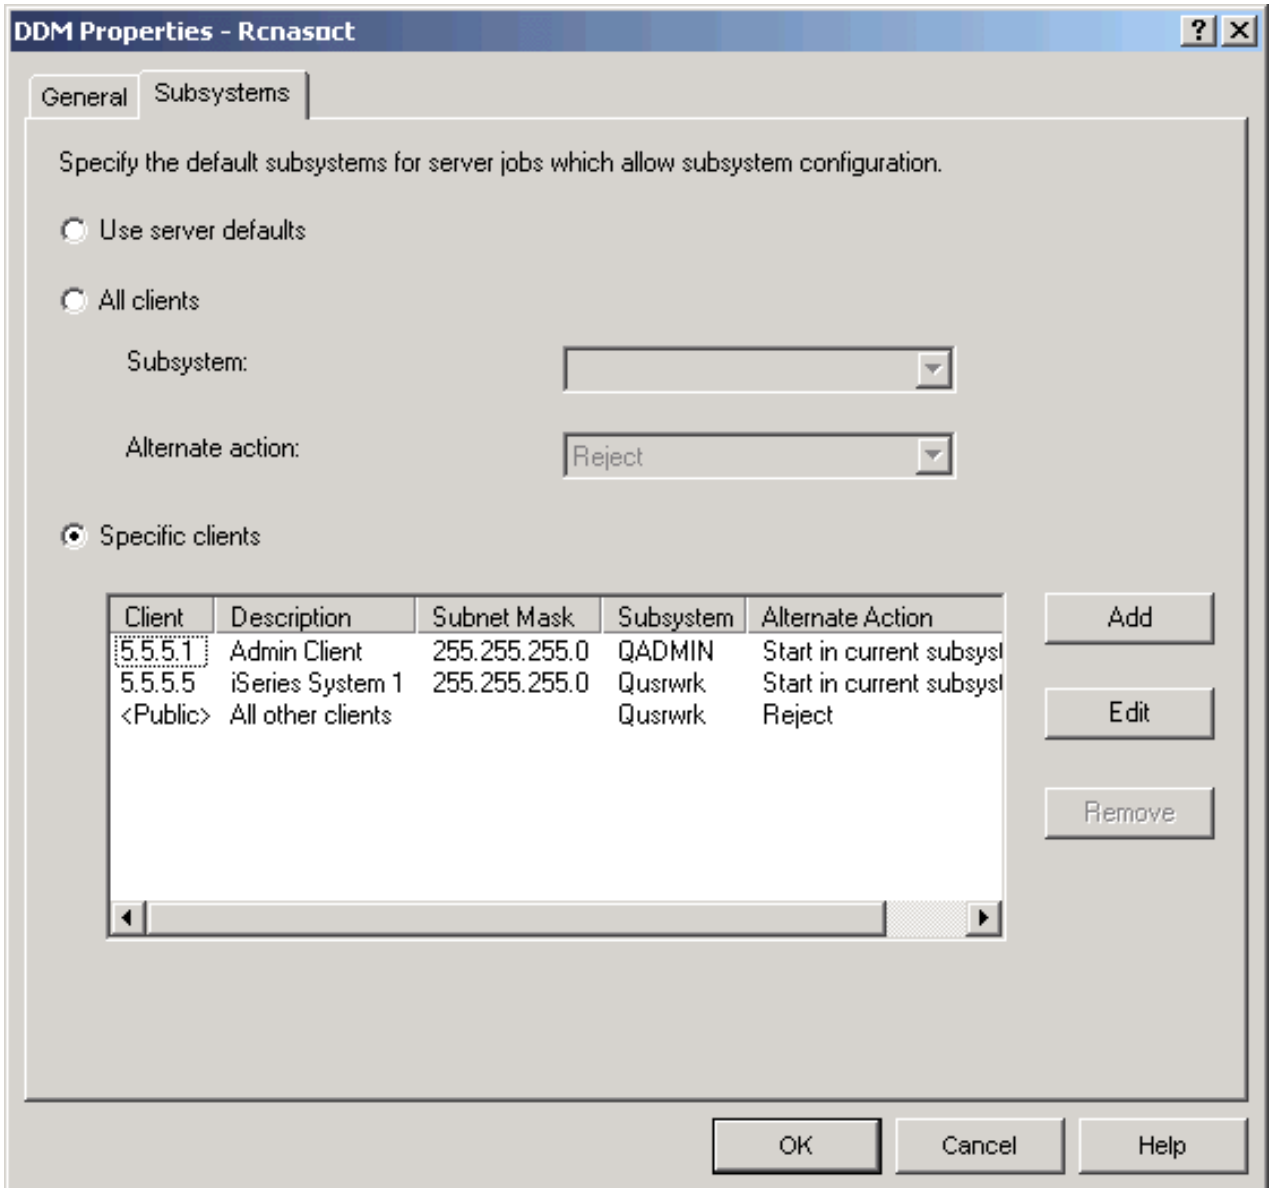 DDM Properties - Rcnasact
General Subsystems
Specify the default subsystems for server jobs which allow subsystem configuration.
Use server defaults
All clients
Subsystem:
Alternate action: Reject
Specific clients
Client Description Subnet Mask Subsystem Alternate Action
5.5.5.1 Admin Client 255.255.255.0 QADMIN Start in current subsyst
5.5.5.5 iSeries System 1 255.255.255.0 Qusrwrk Start in current subsyst
<Public> All other clients Qusrwrk Reject
Add
Edit
Remove
OK Cancel Help